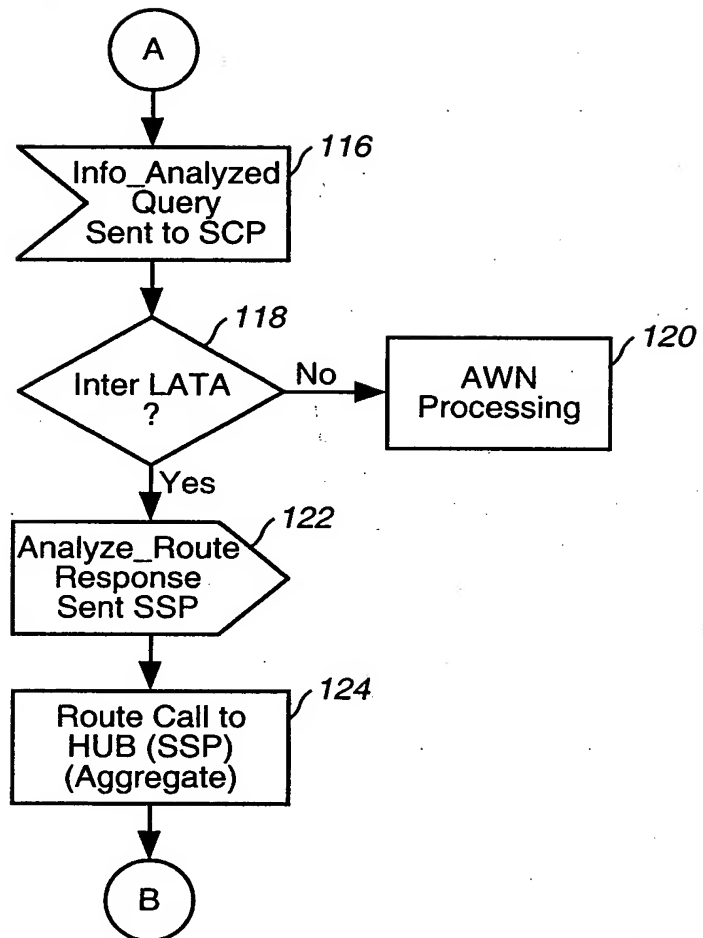 A
Info_Analyzed
Query
Sent to SCP
116
Inter LATA
?
118
No
AWN
Processing
120
Yes
Analyze_Route
Response
Sent SSP
122
Route Call to
HUB (SSP)
(Aggregate)
124
B